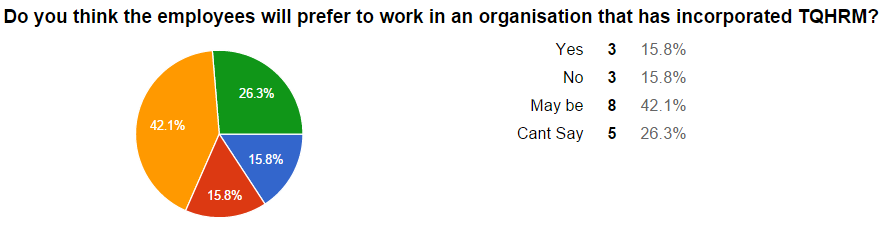 Do you think the employees will prefer to work in an organisation that has incorporated TQHRM?
26.3%
42.1%
15.8%
15.8%
Yes 3 15.8%
No 3 15.8%
May be 8 42.1%
Cant Say 5 26.3%